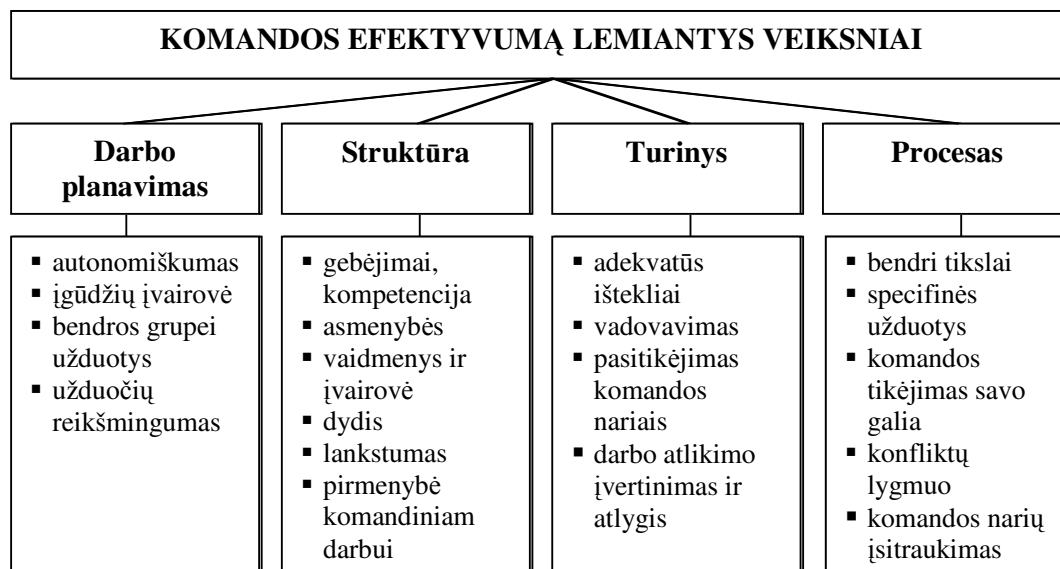 KOMANDOS EFEKTYVUMĄ LEMIANTYS VEIKSNIAI
Darbo
planavimas
▪ autonomiškumas
▪ įgūdžių įvairovė
▪ bendros grupei
užduotys
▪ užduočių
reikšmingumas
Struktūra
▪ gebėjimai,
kompetencija
▪ asmenybės
▪ vaidmenys ir
įvairovė
▪ dydis
▪ lankstumas
▪ pirmenybė
komandiniam
darbui
Turinys
▪ adekvatūs
ištekliai
▪ vadovavimas
▪ pasitikėjimas
komandos
nariais
▪ darbo atlikimo
įvertinimas ir
atlygis
Procesas
▪ bendri tikslai
▪ specifinės
užduotys
▪ komandos
tikėjimas savo
galia
▪ konfliktų
lygmuo
▪ komandos narių
įsitraukimas